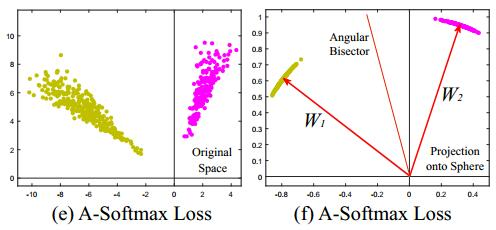 10
8
6
4
2
0
-10 -8 -6 -4 -2 0 2 4
Original
Space
(e) A-Softmax Loss
1
0.9
0.8
0.7
0.6
0.5
0.4
0.3
0.2
0.1
0
-0.8 -0.6 -0.4 -0.2 0 0.2 0.4
Angular
Bisector
W1
W2
Projection
onto Sphere
(f) A-Softmax Loss